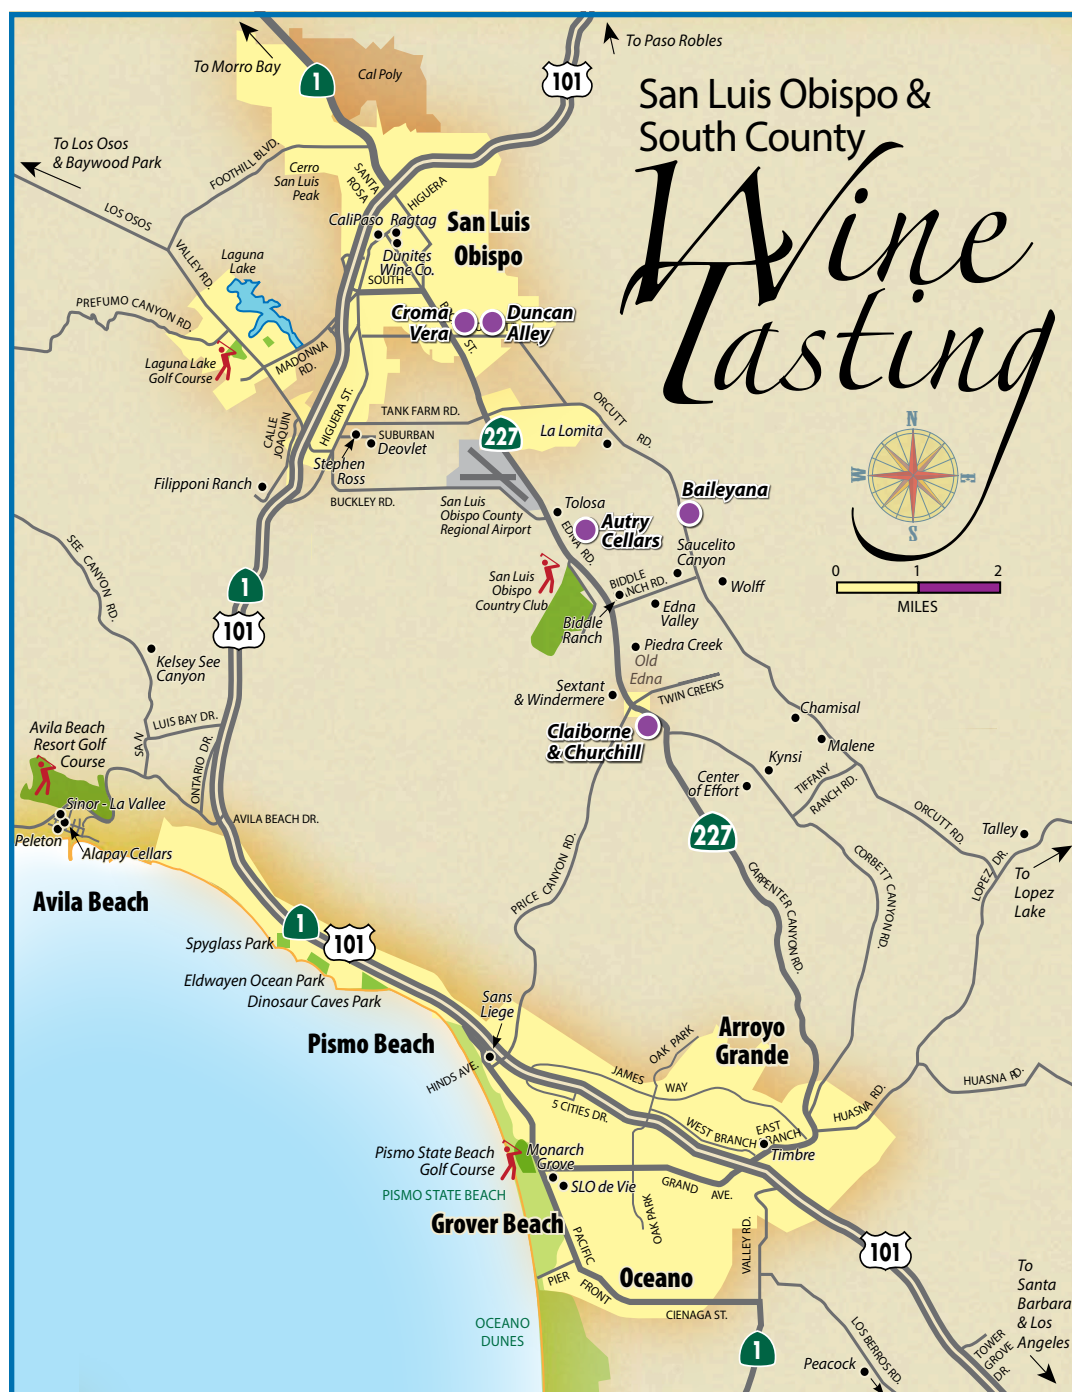 To Morro Bay
1
Cal Poly
101
To Paso Robles
San Luis Obispo &
South County
Wine
Tasting
To Los Osos
& Baywood Park
FOOTHILL BLVD.
Cerro
San Luis
Peak
SANTA
ROSA
HIGUERA
LOS OSOS
VALLEY RD.
CaliPaso
Ragtag
San Luis
Obispo
Dunites
Wine Co.
SOUTH
Laguna
Lake
PREFUMO CANYON RD.
Croma
Vera
Duncan
Alley
ST.
Laguna Lake
Golf Course
MADONNA
RD.
N
W
E
S
0 1 2
MILES
HIGUERA ST.
CALLE
JOAQUIN
TANK FARM RD.
ORCUTT
RD.
227
La Lomita
SUBURBAN
Deovlet
Stephen
Ross
Filipponi Ranch
BUCKLEY RD.
San Luis
Obispo County
Regional Airport
Tolosa
Baileyana
Autry
Cellars
EDNA RD.
Saucelito
Canyon
SEE CANYON RD.
San Luis
Obispo
Country Club
BIDDLE
RANCH RD.
Wolff
1
101
Edna
Valley
Biddle
Ranch
Piedra Creek
Old
Edna
Kelsey See
Canyon
Sextant
& Windermere
TWIN CREEKS
Chamisal
SAN
LUIS BAY DR.
Claiborne
& Churchill
Malene
Avila Beach
Resort Golf
Course
ONTARIO DR.
Kynsi
TIFFANY
RANCH RD.
Center
of Effort
Sinor - La Vallee
AVILA BEACH DR.
ORCUTT RD.
Peleton
Alapay Cellars
227
Talley
To
Lopez
Lake
LOPEZ DR.
Avila Beach
PRICE CANYON RD.
CARPENTER CANYON RD.
CORBETT CANYON RD.
1
101
Spyglass Park
Eldwayen Ocean Park
Dinosaur Caves Park
Sans
Liege
Pismo Beach
Arroyo
Grande
OAK PARK
HINDS AVE.
JAMES
WAY
HUASNA RD.
HUASNA RD.
5 CITIES DR.
WEST BRANCH
EAST
BRANCH
Timbre
Pismo State Beach
Golf Course
Monarch
Grove
SLO de Vie
GRAND
AVE.
PISMO STATE BEACH
Grover Beach
OAK PARK
VALLEY RD.
PACIFIC
101
PIER
FRONT
Oceano
CIENAGA ST.
To
Santa
Barbara
& Los
Angeles
OCEANO
DUNES
1
LOS BERROS RD.
TOWER
GROVE
DR.
Peacock